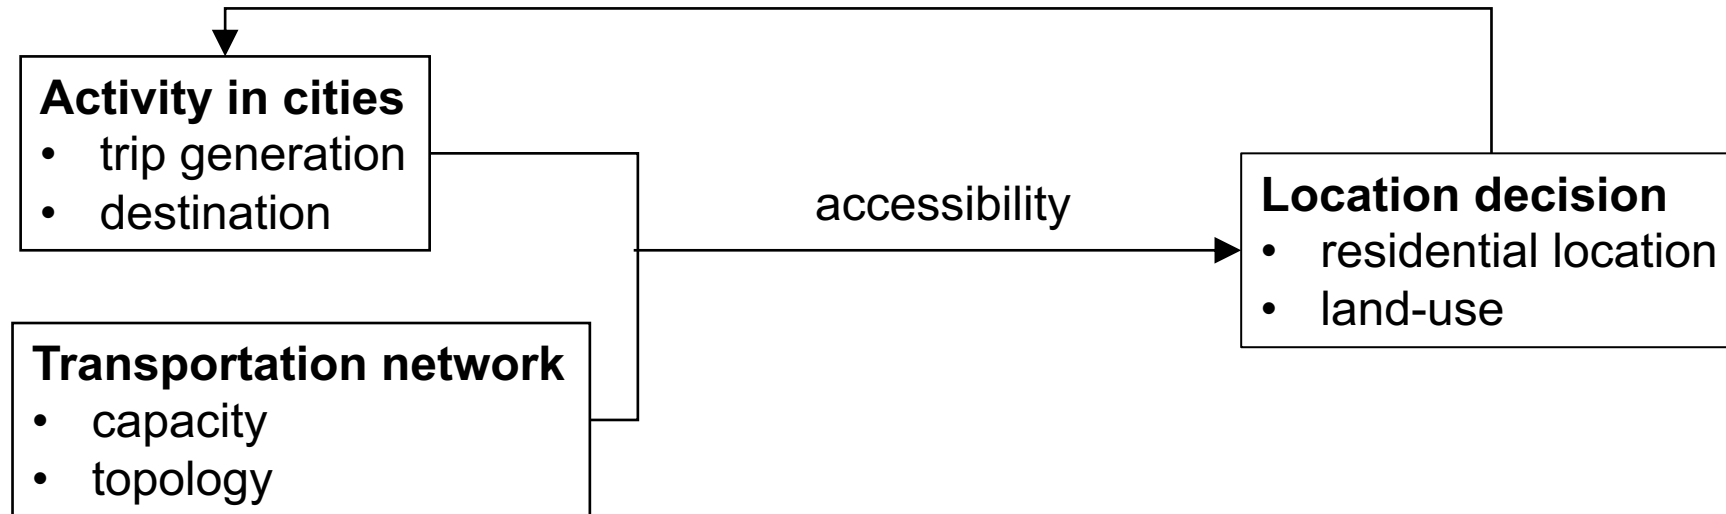 Activity in cities
• trip generation
• destination
accessibility
Location decision
• residential location
• land-use
Transportation network
• capacity
• topology